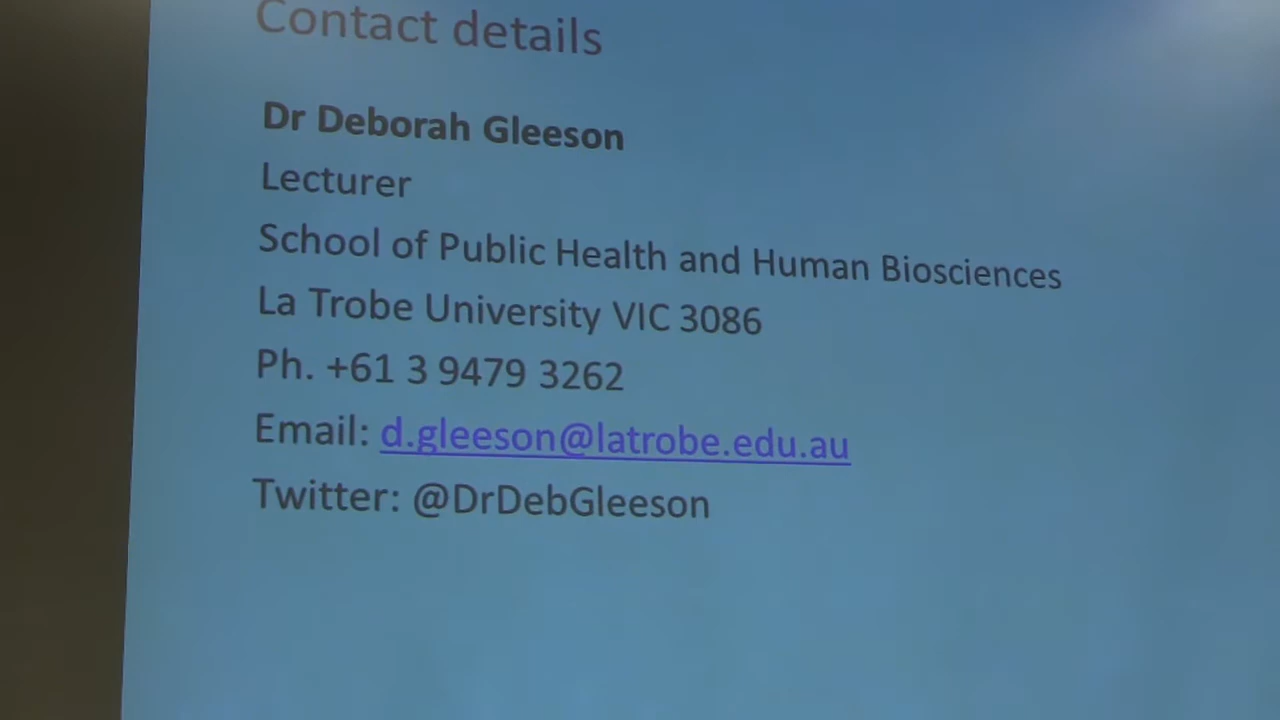 Contact details
Dr Deborah Gleeson
Lecturer
School of Public Health and Human Biosciences
La Trobe University VIC 3086
Ph. +61 3 9479 3262
Email: d.gleeson@latrobe.edu.au
Twitter: @DrDebGleeson